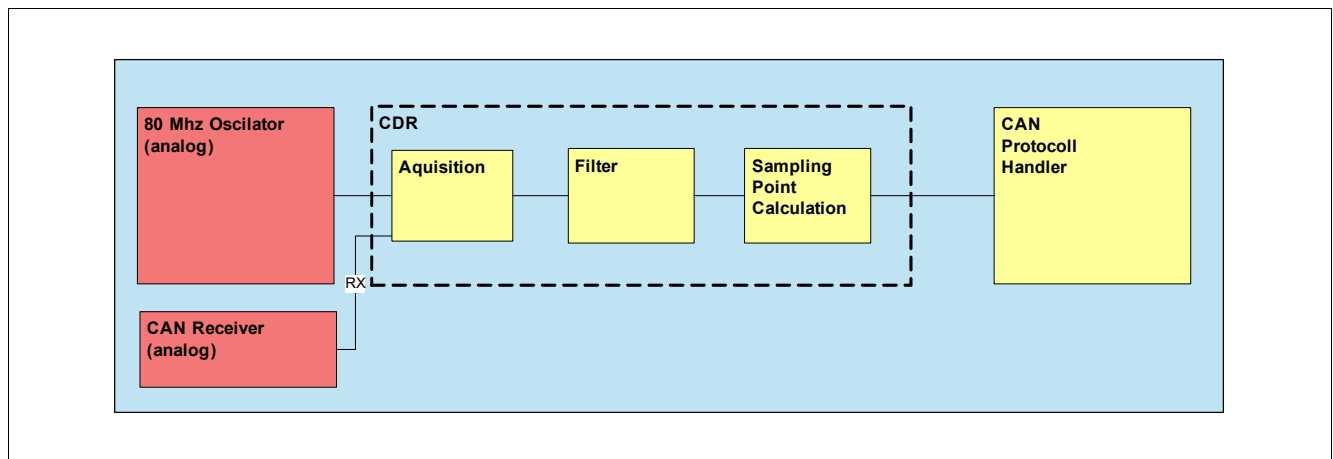 80 Mhz Oscilator
(analog)
CDR
Aquisition
Filter
Sampling
Point
Calculation
CAN
Protocoll
Handler
RX
CAN Receiver
(analog)